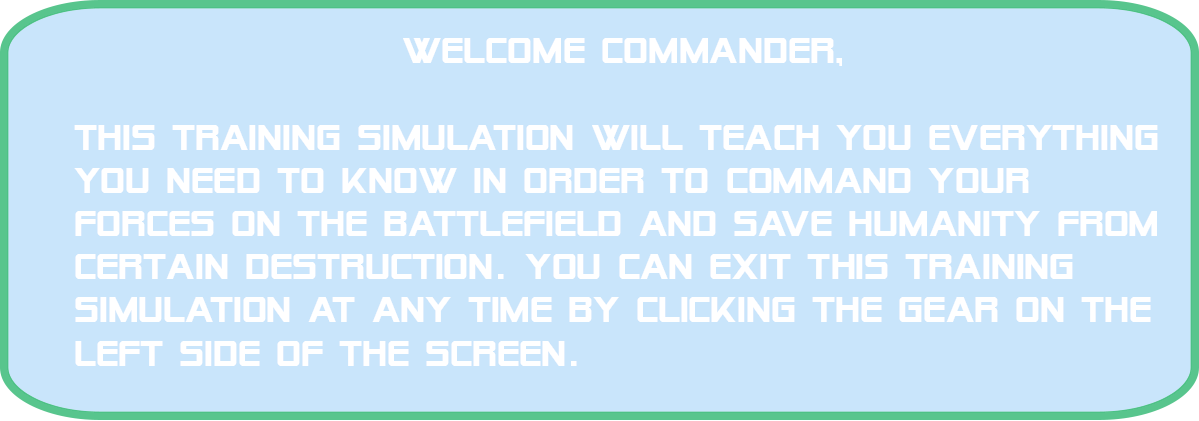 WELCOME COMMANDER,
THIS TRAINING SIMULATION WILL TEACH YOU EVERYTHING
YOU NEED TO KNOW IN ORDER TO COMMAND YOUR
FORCES ON THE BATTLEFIELD AND SAVE HUMANITY FROM
CERTAIN DESTRUCTION. YOU CAN EXIT THIS TRAINING
SIMULATION AT ANY TIME BY CLICKING THE GEAR ON THE
LEFT SIDE OF THE SCREEN.